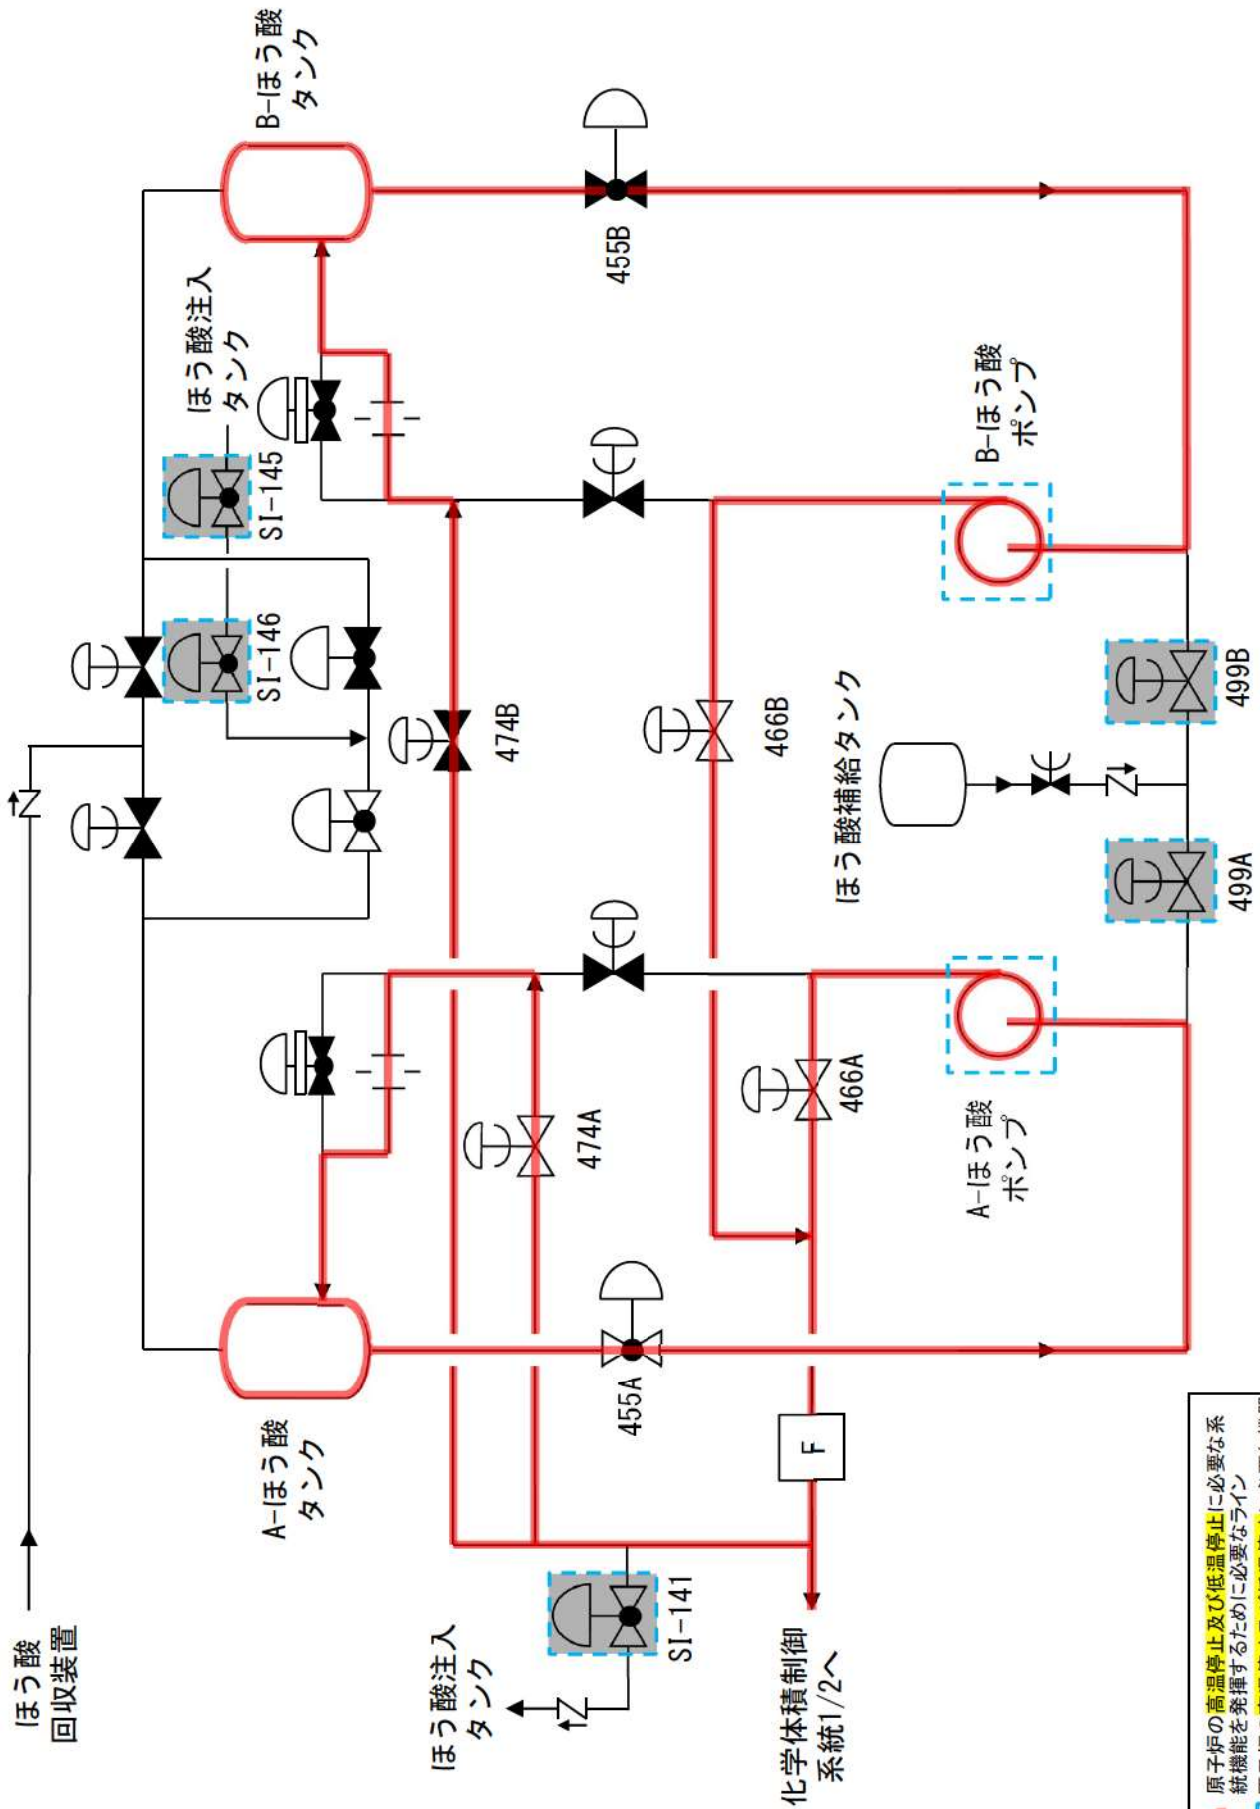 ほう酸
回収装置
A-ほう酸
タンク
B-ほう酸
タンク
ほう酸注入
タンク
SI-145
SI-146
474B
455B
466B
474A
466A
455A
ほう酸補給タンク
B-ほう酸
ポンプ
A-ほう酸
ポンプ
499B
499A
F
SI-141
ほう酸注入
タンク
化学体積制御
系統1/2へ
原子炉の高温停止及び低温停止に必要な系
統機能を発揮するために必要なライン